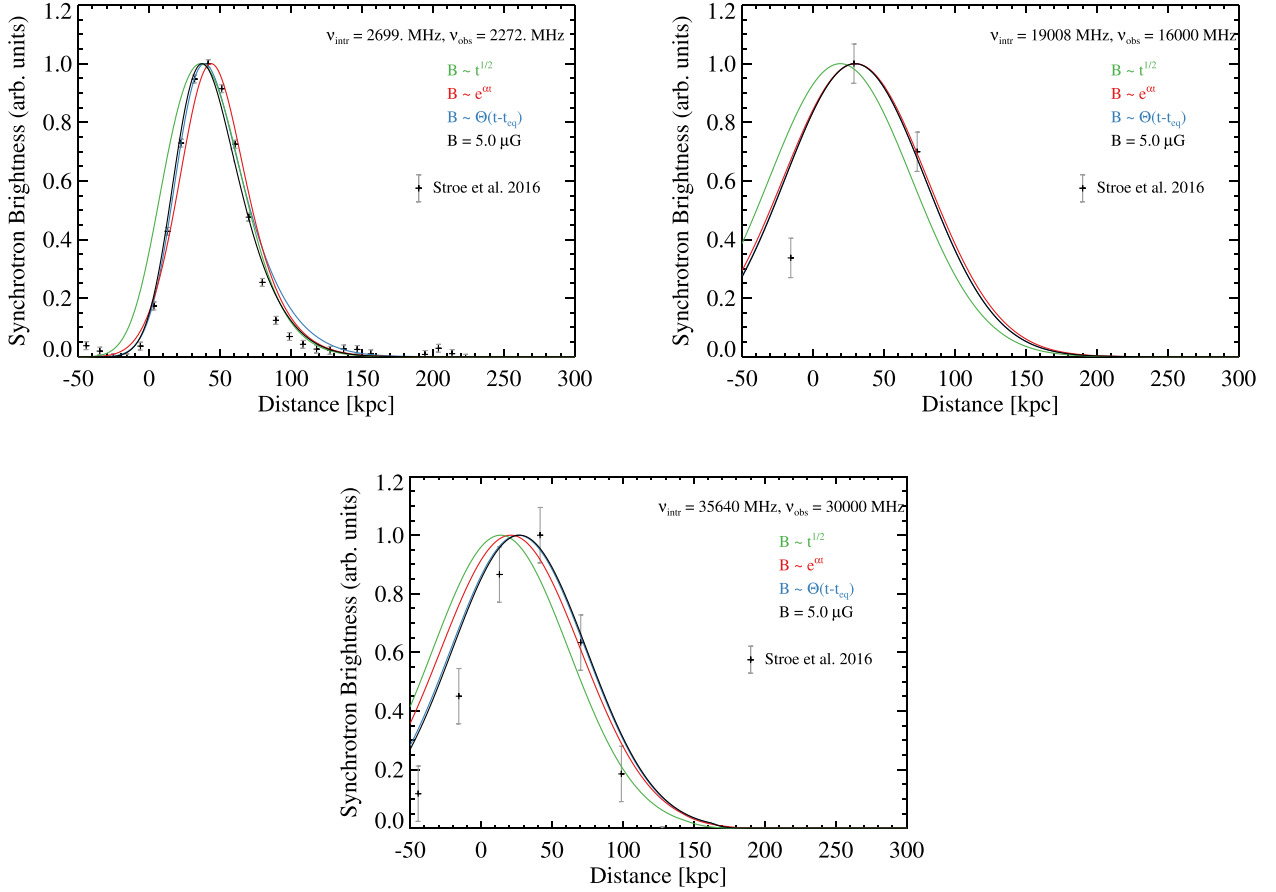 1.2
1.0
0.8
0.6
0.4
0.2
0.0
Synchrotron Brightness (arb. units)
ν_intr = 2699. MHz, ν_obs = 2272. MHz
B ~ t^1/2
B ~ e^αt
B ~ Θ(t-t_eq)
B = 5.0 μG
Stroe et al. 2016
-50 0 50 100 150 200 250 300
Distance [kpc]
1.2
1.0
0.8
0.6
0.4
0.2
0.0
Synchrotron Brightness (arb. units)
ν_intr = 19008 MHz, ν_obs = 16000 MHz
B ~ t^1/2
B ~ e^αt
B ~ Θ(t-t_eq)
B = 5.0 μG
Stroe et al. 2016
-50 0 50 100 150 200 250 300
Distance [kpc]
1.2
1.0
0.8
0.6
0.4
0.2
0.0
Synchrotron Brightness (arb. units)
ν_intr = 35640 MHz, ν_obs = 30000 MHz
B ~ t^1/2
B ~ e^αt
B ~ Θ(t-t_eq)
B = 5.0 μG
Stroe et al. 2016
-50 0 50 100 150 200 250 300
Distance [kpc]